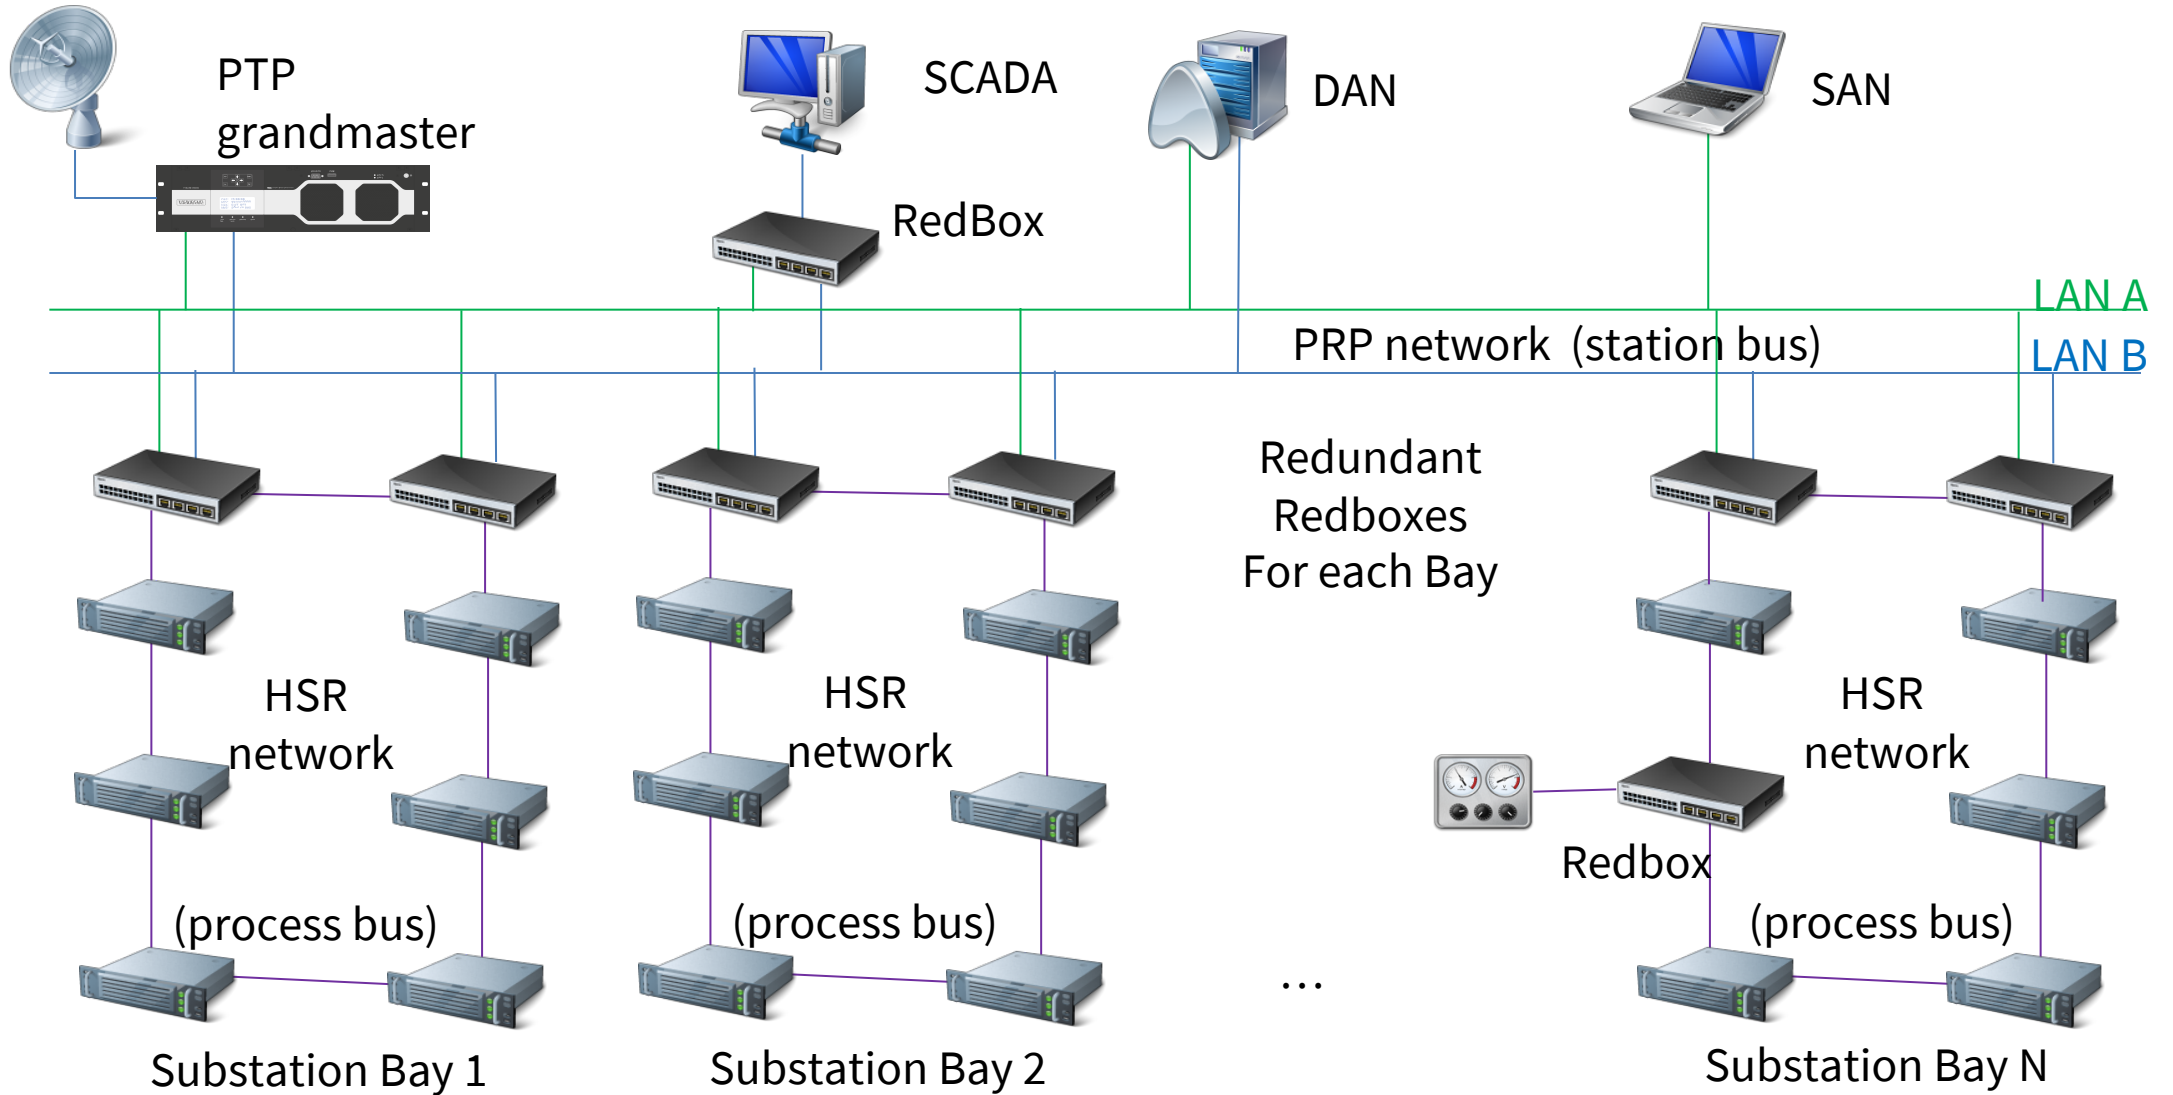 PTP
grandmaster
SCADA
DAN
SAN
RedBox
LAN A
PRP network  (station bus)
LAN B
Redundant
Redboxes
For each Bay
HSR
network
HSR
network
HSR
network
Redbox
(process bus)
(process bus)
(process bus)
...
Substation Bay 1
Substation Bay 2
Substation Bay N